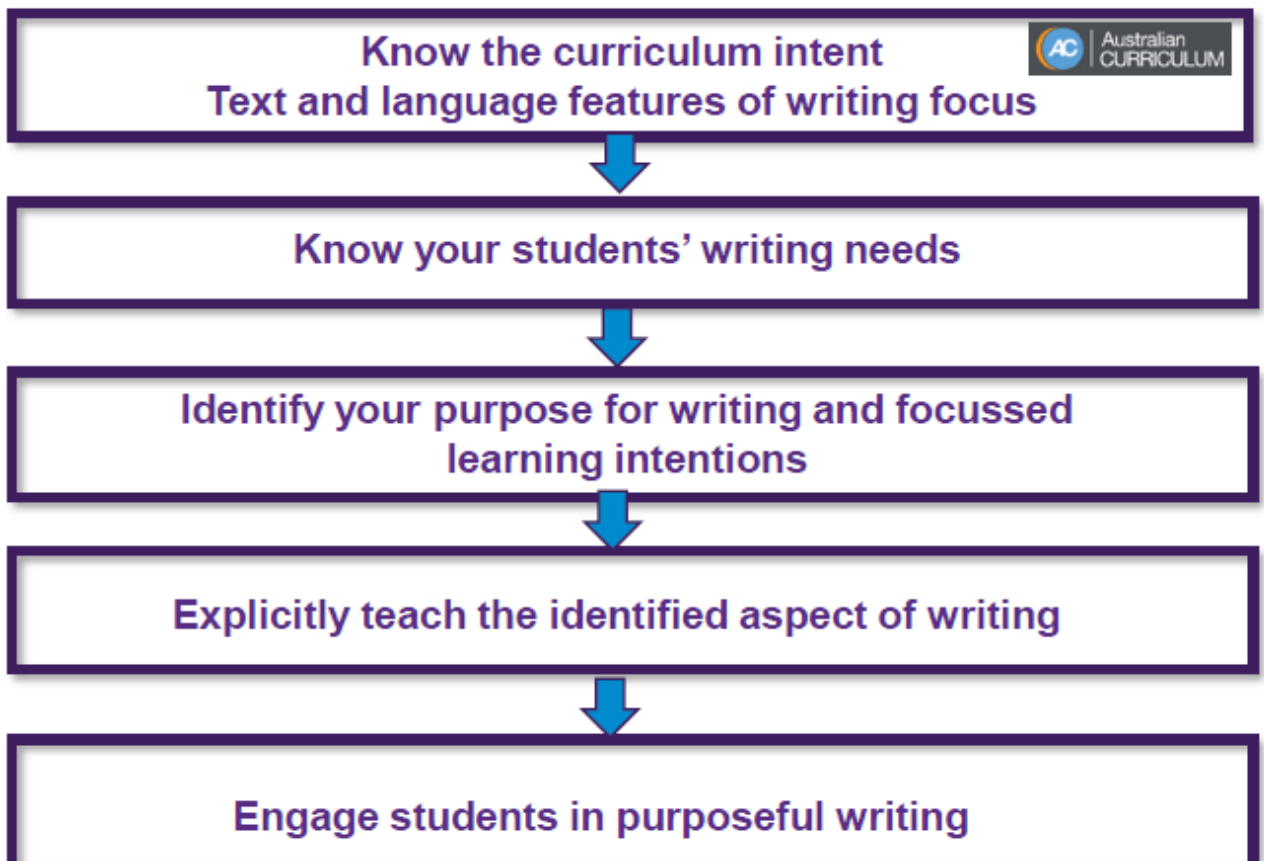 Know the curriculum intent
AC Australian
CURRICULUM
Text and language features of writing focus
Know your students’ writing needs
Identify your purpose for writing and focussed
learning intentions
Explicitly teach the identified aspect of writing
Engage students in purposeful writing